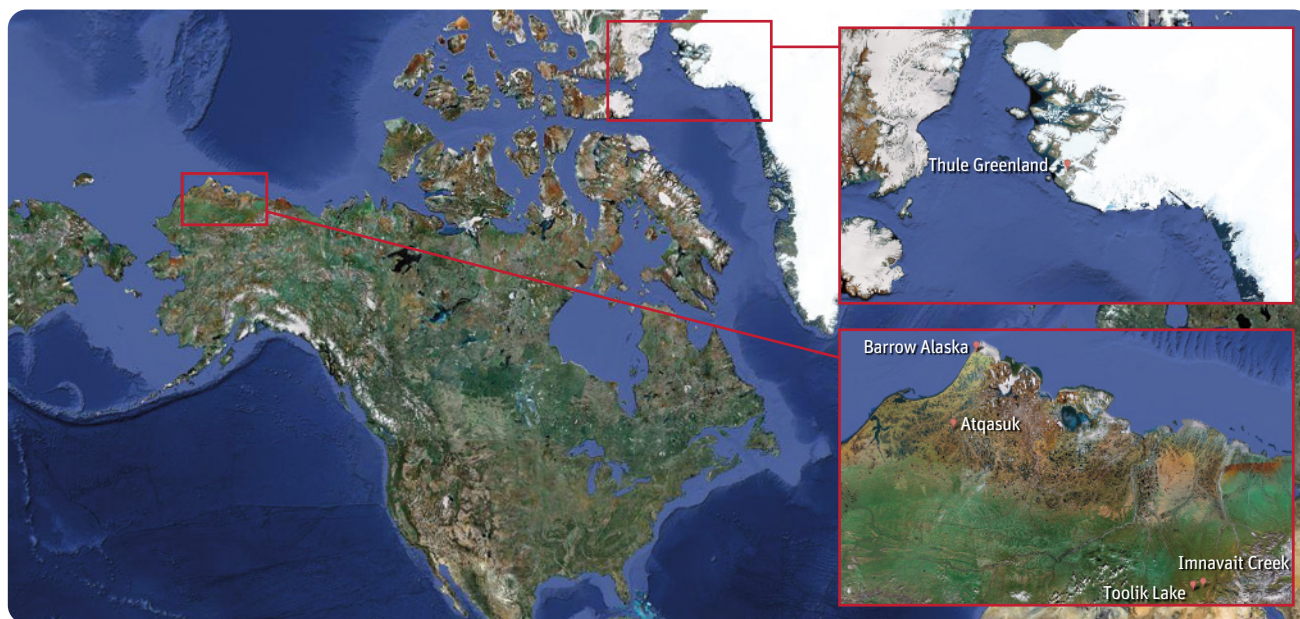 Thule Greenland
Barrow Alaska
Atqasuk
Imnavait Creek
Toolik Lake